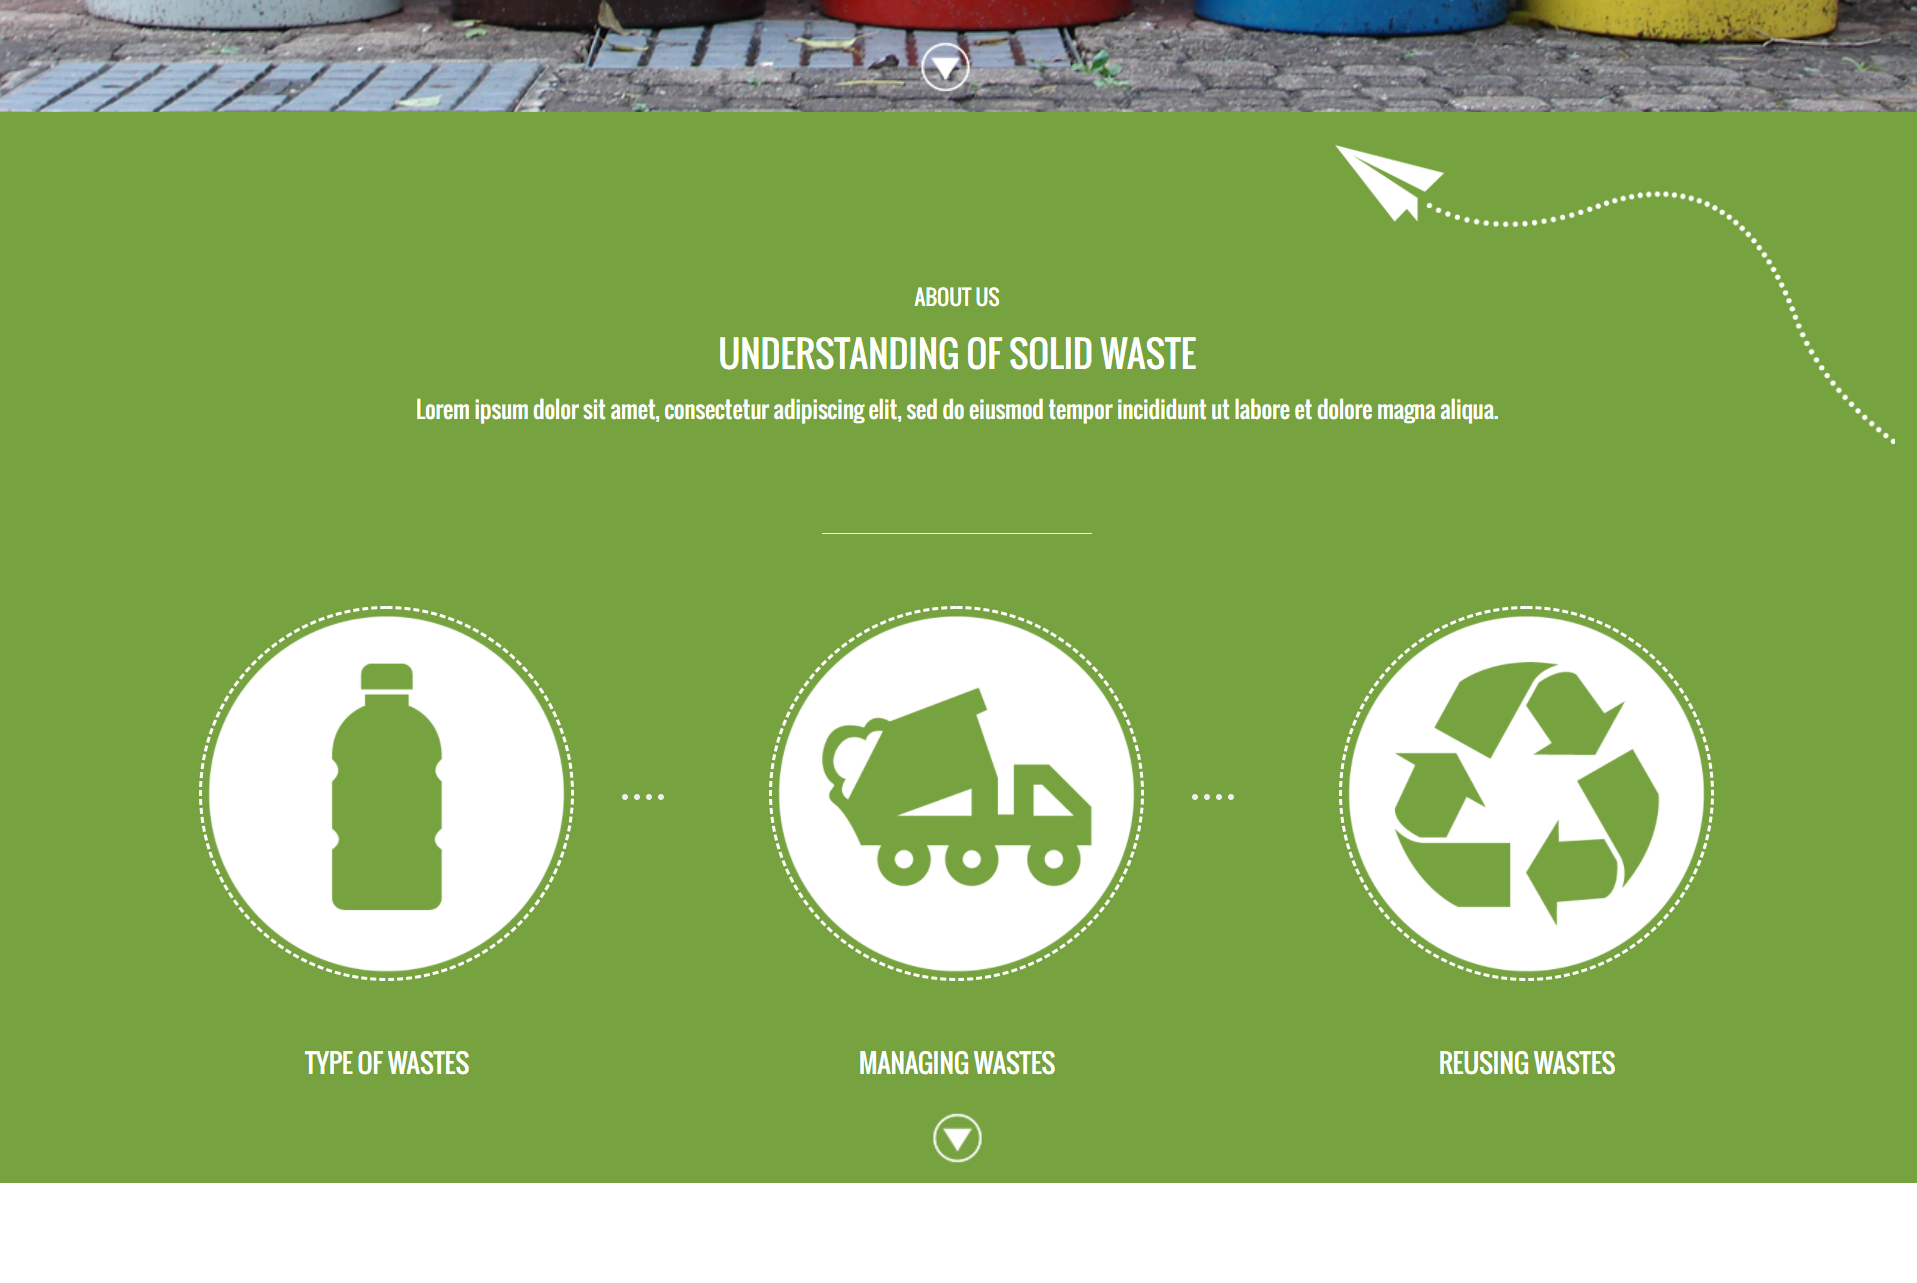 ABOUT US
UNDERSTANDING OF SOLID WASTE
Lorem ipsum dolor sit amet, consectetur adipiscing elit, sed do eiusmod tempor incididunt ut labore et dolore magna aliqua.
TYPE OF WASTES
MANAGING WASTES
REUSING WASTES